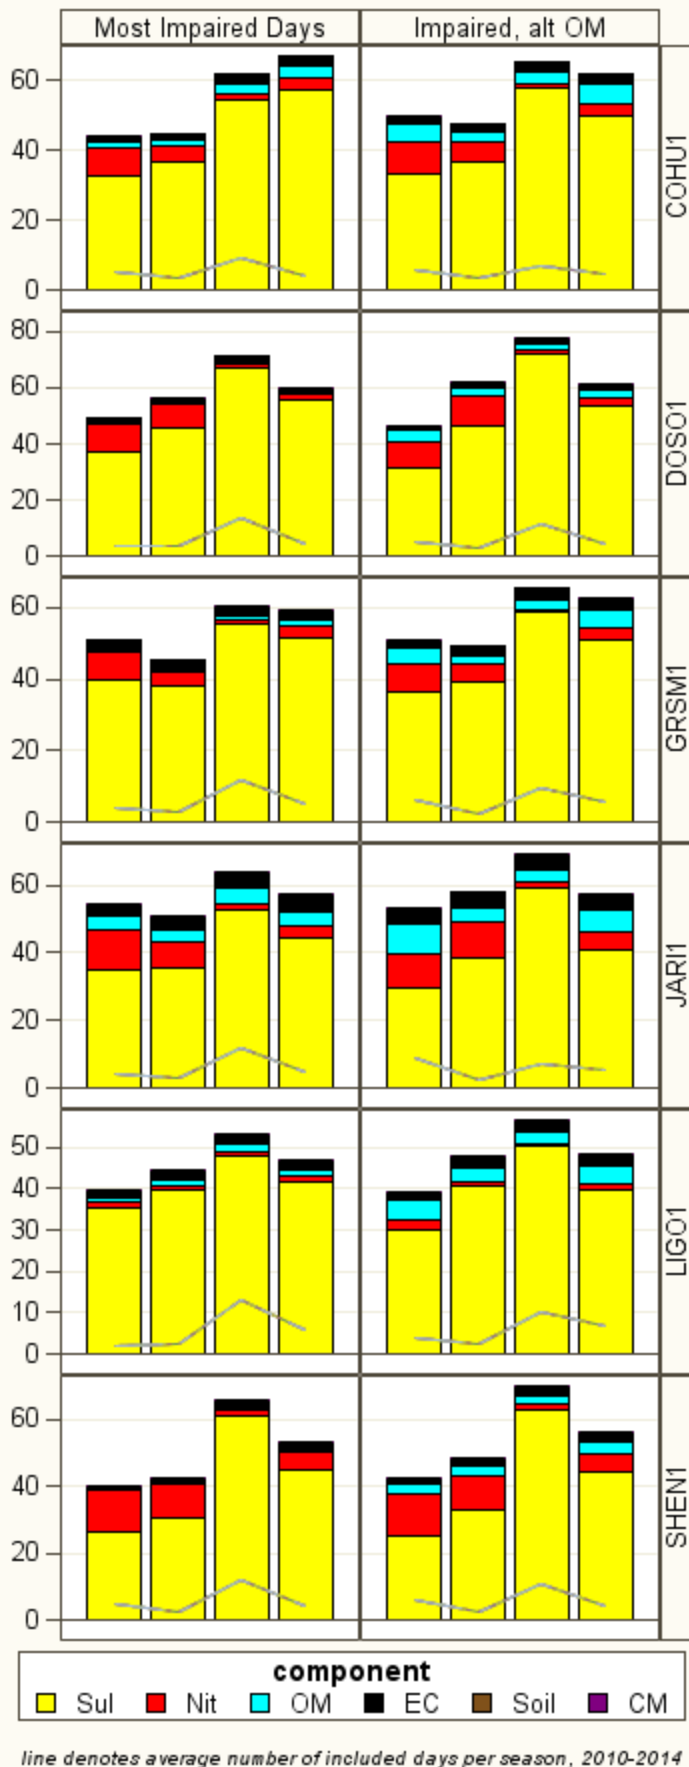 Most Impaired Days Impaired, alt OM
60
40
20
0
COHU1
80
60
40
20
0
DOSO1
60
40
20
0
GRSM1
60
40
20
0
JARI1
50
40
30
20
10
0
LIGO1
60
40
20
0
SHEN1
component
Sul Nit OM EC Soil CM
line denotes average number of included days per season, 2010-2014